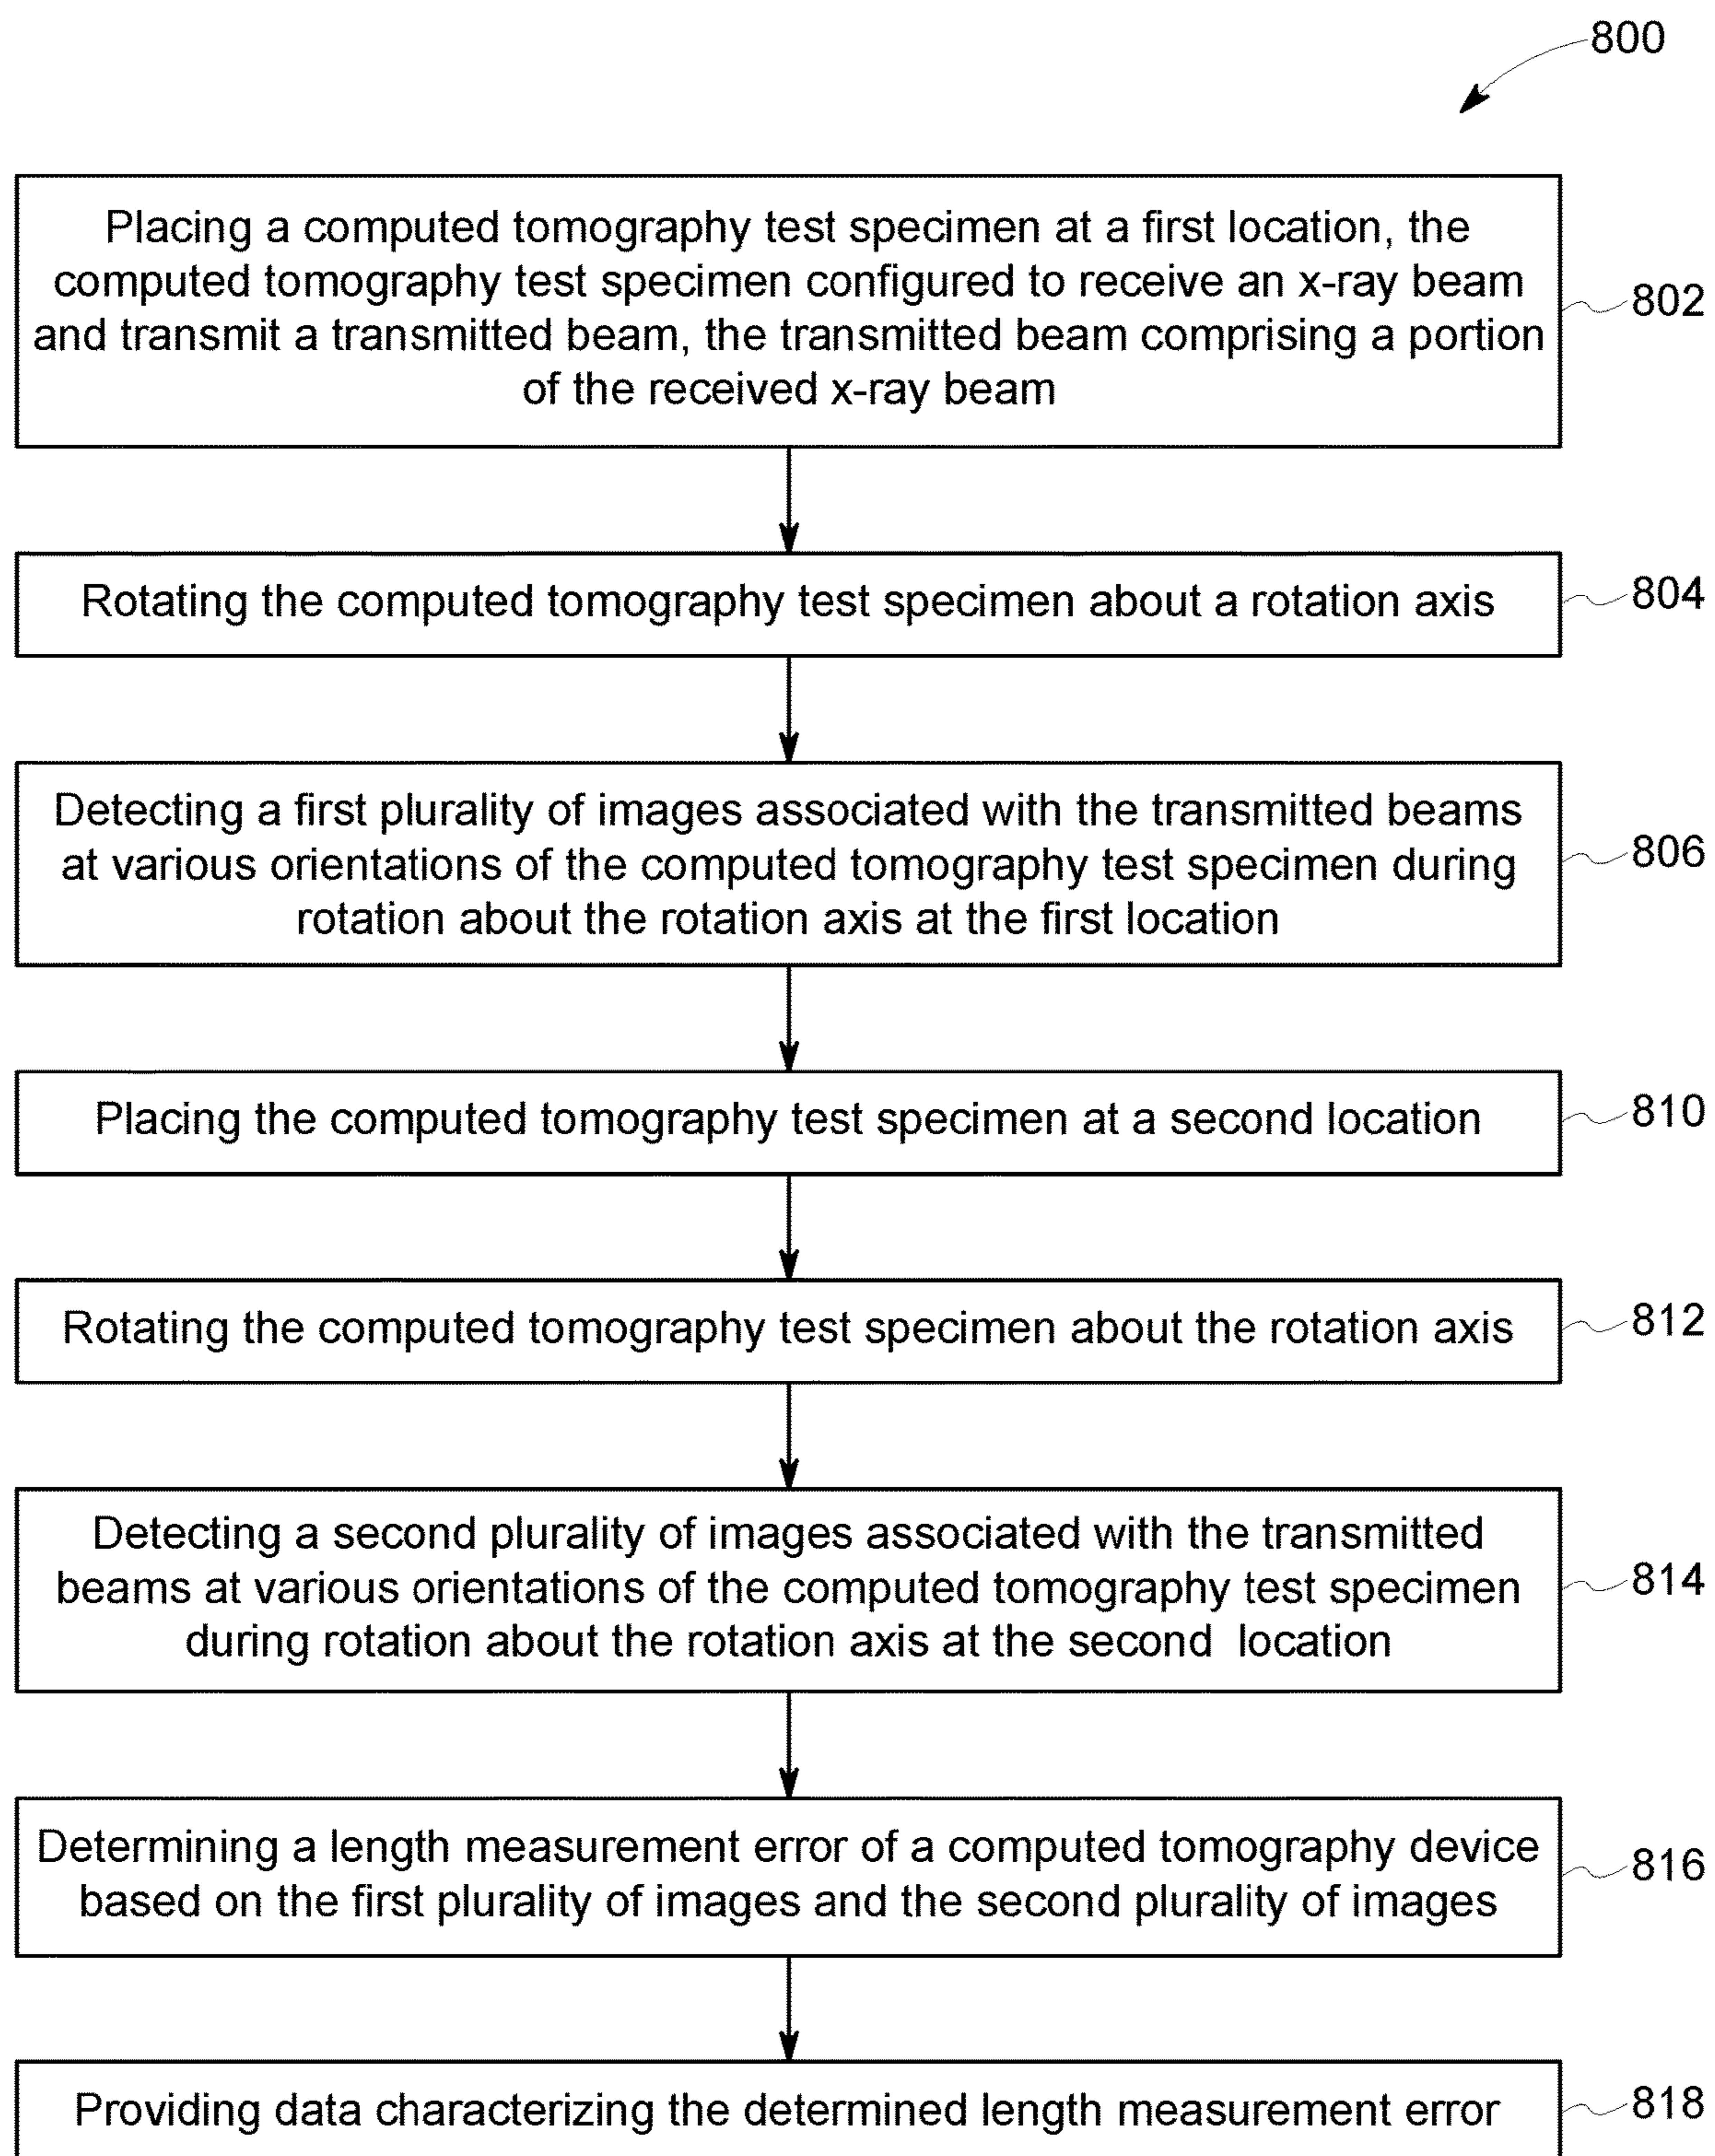 800
Placing a computed tomography test specimen at a first location, the
computed tomography test specimen configured to receive an x-ray beam
and transmit a transmitted beam, the transmitted beam comprising a portion
of the received x-ray beam
802
Rotating the computed tomography test specimen about a rotation axis
804
Detecting a first plurality of images associated with the transmitted beams
at various orientations of the computed tomography test specimen during
rotation about the rotation axis at the first location
806
Placing the computed tomography test specimen at a second location
810
Rotating the computed tomography test specimen about the rotation axis
812
Detecting a second plurality of images associated with the transmitted
beams at various orientations of the computed tomography test specimen
during rotation about the rotation axis at the second location
814
Determining a length measurement error of a computed tomography device
based on the first plurality of images and the second plurality of images
816
Providing data characterizing the determined length measurement error
818